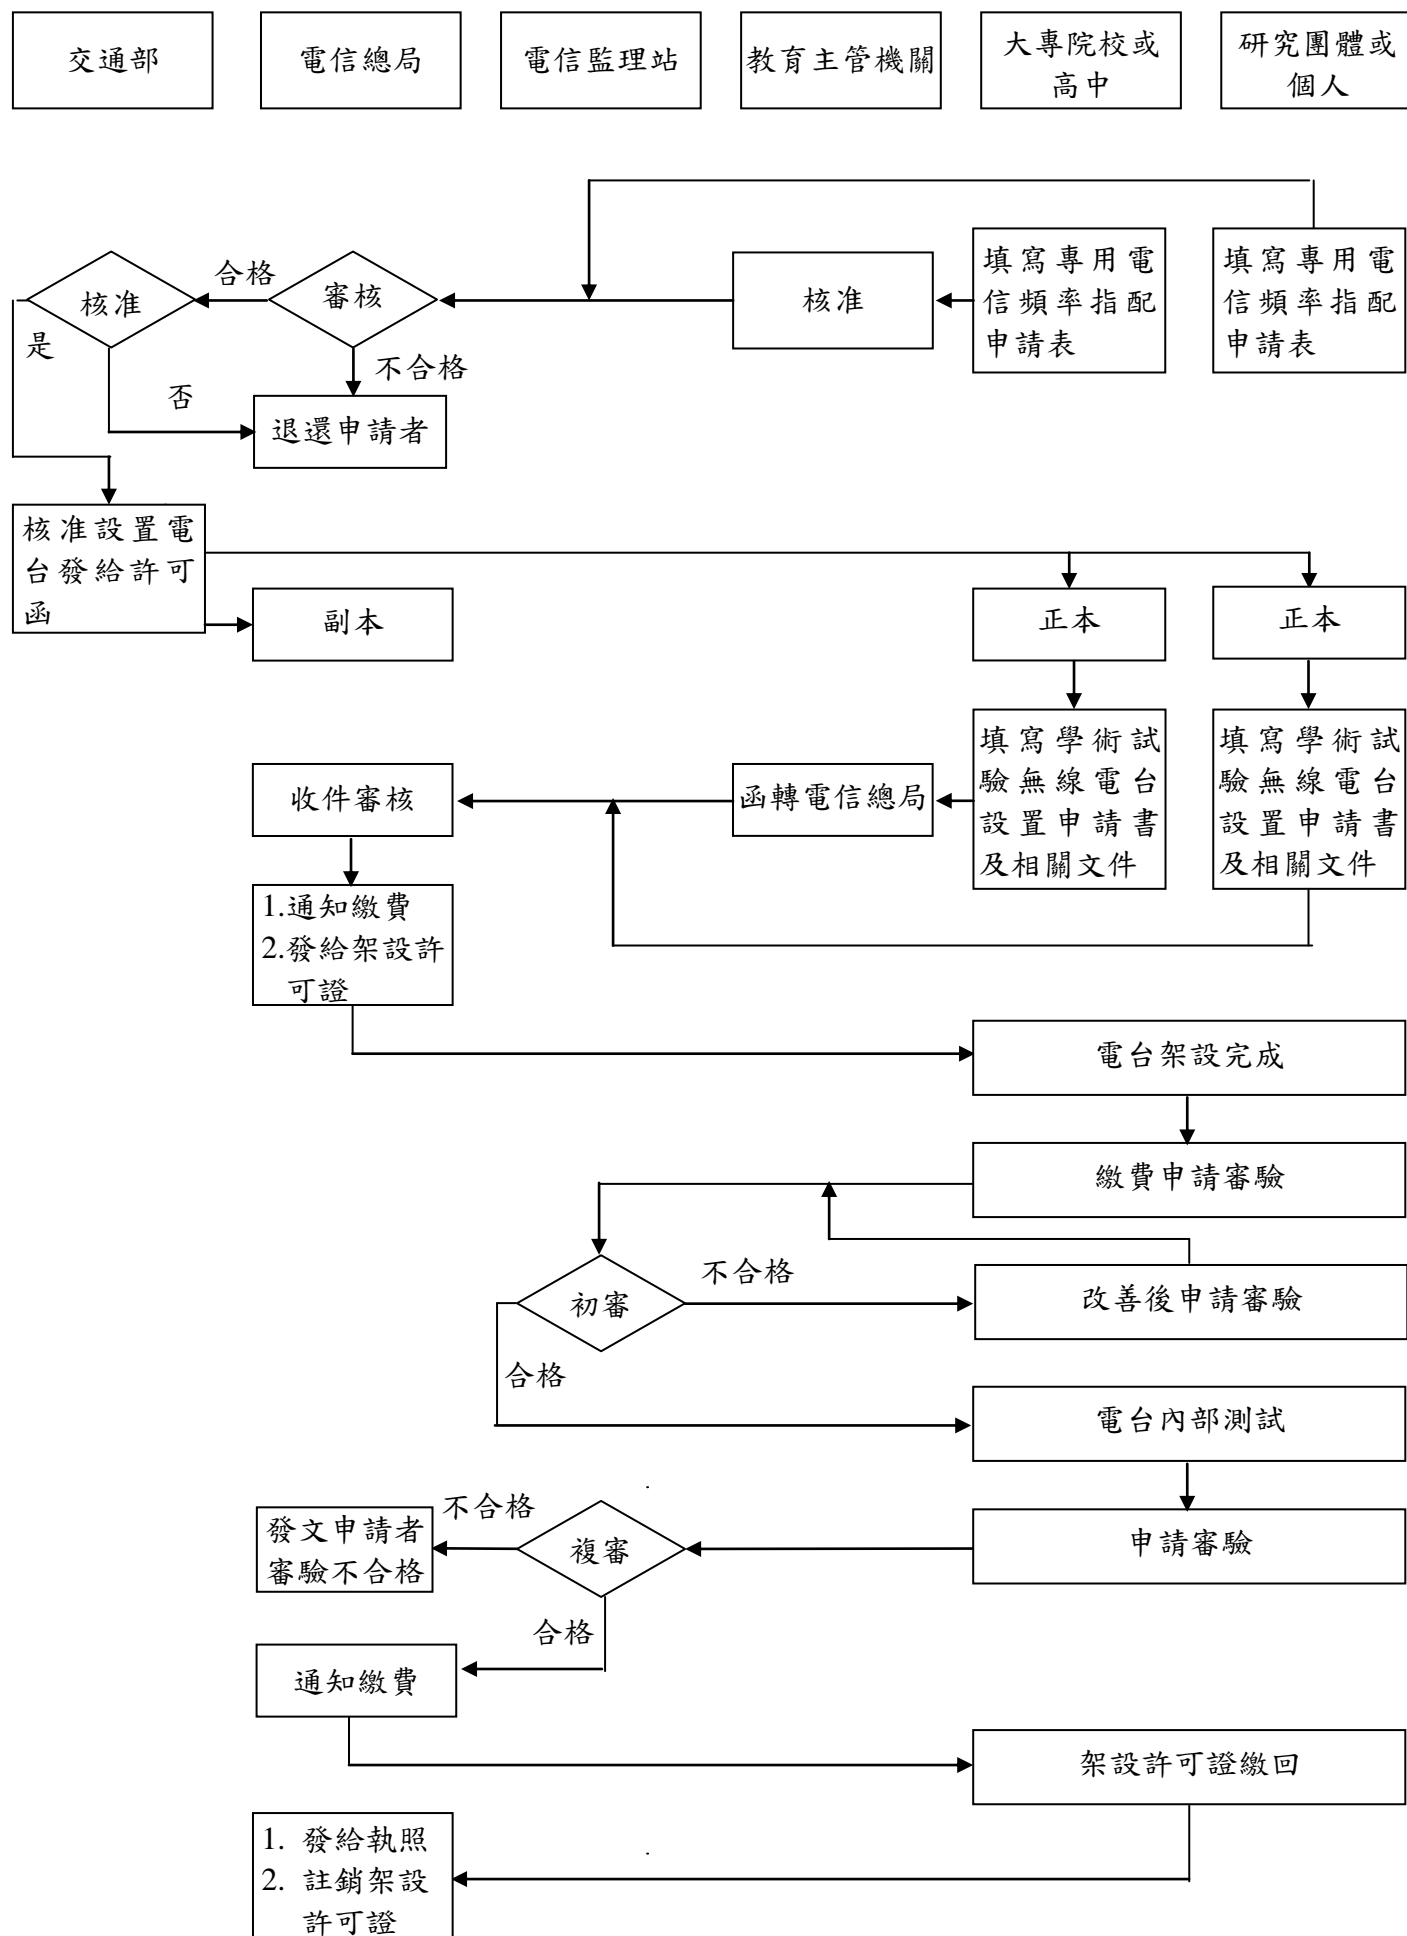 交通部
電信總局
電信監理站
教育主管機關
大專院校或
高中
研究團體或
個人
核准
合格
審核
核准
填寫專用電
信頻率指配
申請表
填寫專用電
信頻率指配
申請表
是
不合格
否
退還申請者
核准設置電
台發給許可
函
副本
正本
正本
收件審核
函轉電信總局
填寫學術試
驗無線電台
設置申請書
及相關文件
填寫學術試
驗無線電台
設置申請書
及相關文件
1.通知繳費
2.發給架設許
可證
電台架設完成
繳費申請審驗
初審
不合格
改善後申請審驗
合格
電台內部測試
發文申請者
審驗不合格
不合格
複審
申請審驗
合格
通知繳費
架設許可證繳回
1. 發給執照
2. 註銷架設
許可證